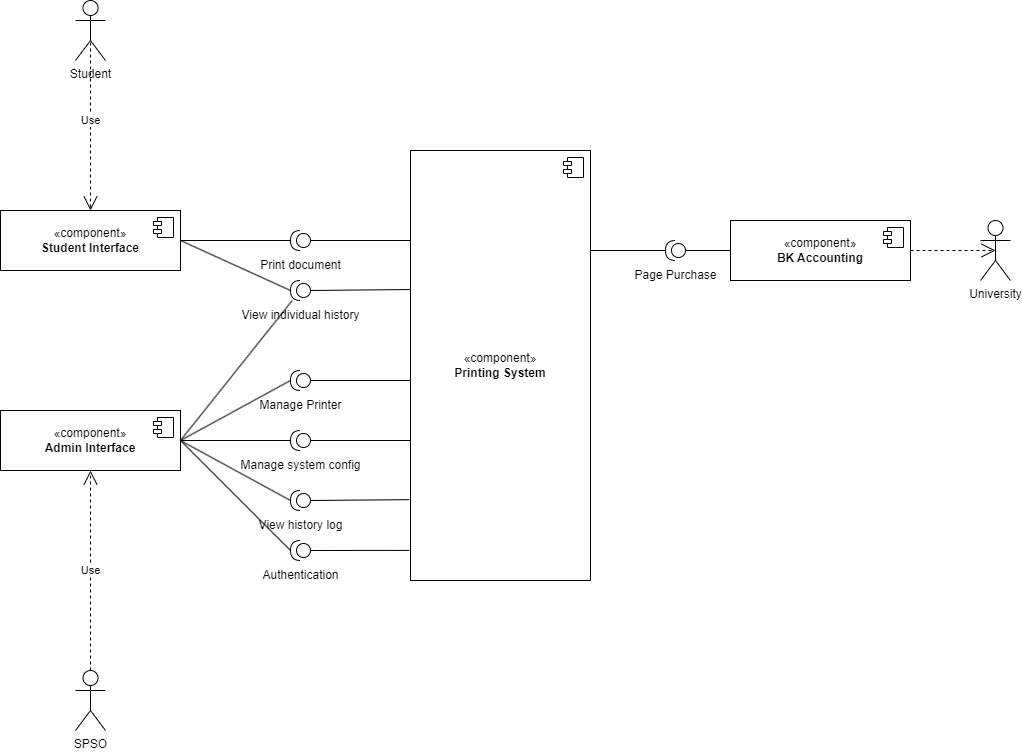 Student
Use
«component»
Student Interface
Print document
View individual history
«component»
Printing System
Page Purchase
«component»
BK Accounting
University
Manage Printer
«component»
Admin Interface
Manage system config
View history log
Authentication
Use
SPSO